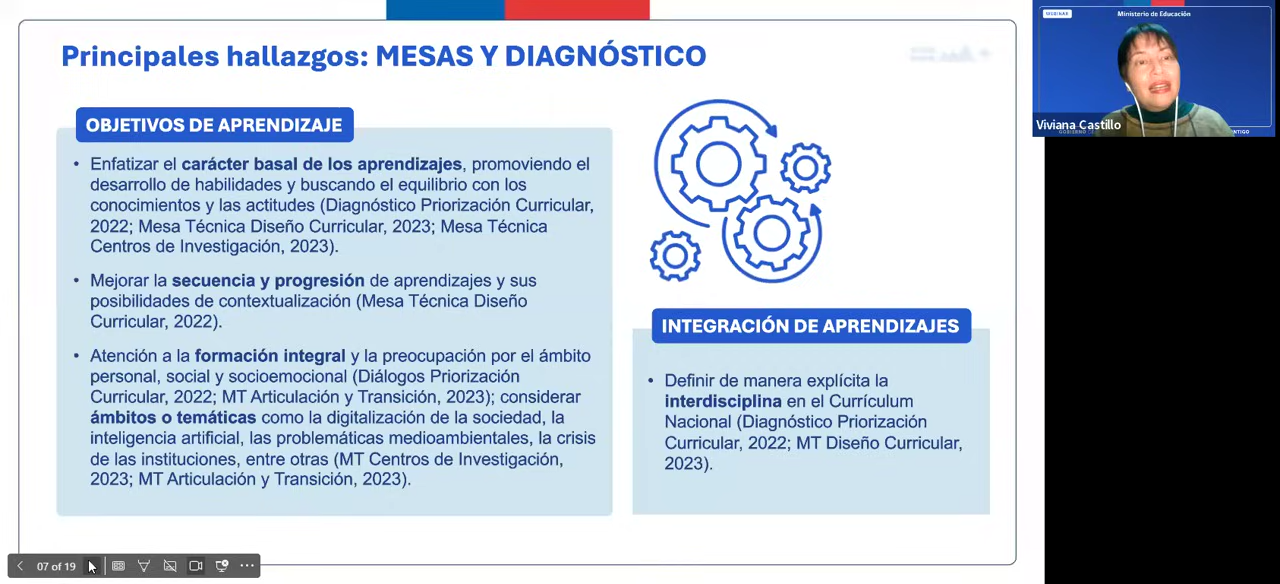 Principales hallazgos: MESAS Y DIAGNÓSTICO
OBJETIVOS DE APRENDIZAJE
• Enfatizar el carácter basal de los aprendizajes, promoviendo el
desarrollo de habilidades y buscando el equilibrio con los
conocimientos y las actitudes (Diagnóstico Priorización Curricular,
2022; Mesa Técnica Diseño Curricular, 2023; Mesa Técnica
Centros de Investigación, 2023).
• Mejorar la secuencia y progresión de aprendizajes y sus
posibilidades de contextualización (Mesa Técnica Diseño
Curricular, 2022).
• Atención a la formación integral y la preocupación por el ámbito
personal, social y socioemocional (Diálogos Priorización
Curricular, 2022; MT Articulación y Transición, 2023); considerar
ámbitos o temáticas como la digitalización de la sociedad, la
inteligencia artificial, las problemáticas medioambientales, la crisis
de las instituciones, entre otras (MT Centros de Investigación,
2023; MT Articulación y Transición, 2023).
INTEGRACIÓN DE APRENDIZAJES
• Definir de manera explícita la
interdisciplina en el Currículum
Nacional (Diagnóstico Priorización
Curricular, 2022; MT Diseño Curricular,
2023).
07 of 19
WEBINAR
Ministerio de Educación
Viviana Castillo